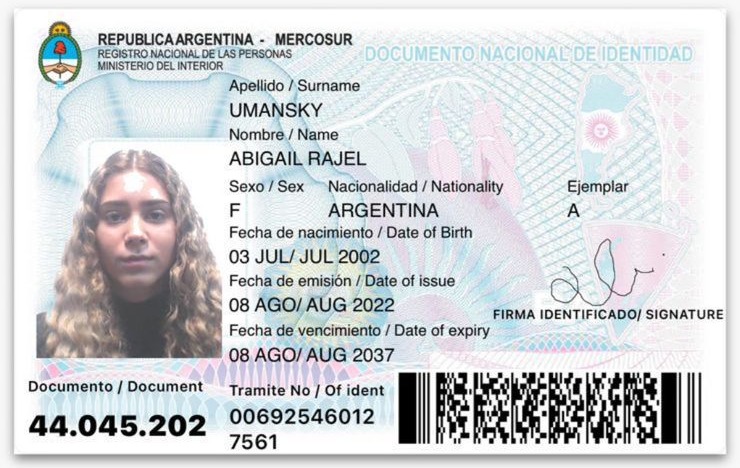 REPUBLICA ARGENTINA - MERCOSUR
REGISTRO NACIONAL DE LAS PERSONAS
MINISTERIO DEL INTERIOR
DOCUMENTO NACIONAL DE IDENTIDAD
Apellido / Surname
UMANSKY
Nombre / Name
ABIGAIL RAJEL
Sexo / Sex Nacionalidad / Nationality Ejemplar
F ARGENTINA A
Fecha de nacimiento / Date of Birth
03 JUL/ JUL 2002
Fecha de emisión / Date of issue
08 AGO/ AUG 2022
FIRMA IDENTIFICADO/ SIGNATURE
Fecha de vencimiento / Date of expiry
08 AGO/ AUG 2037
Documento / Document Tramite No / Of ident
44.045.202 00692546012
7561